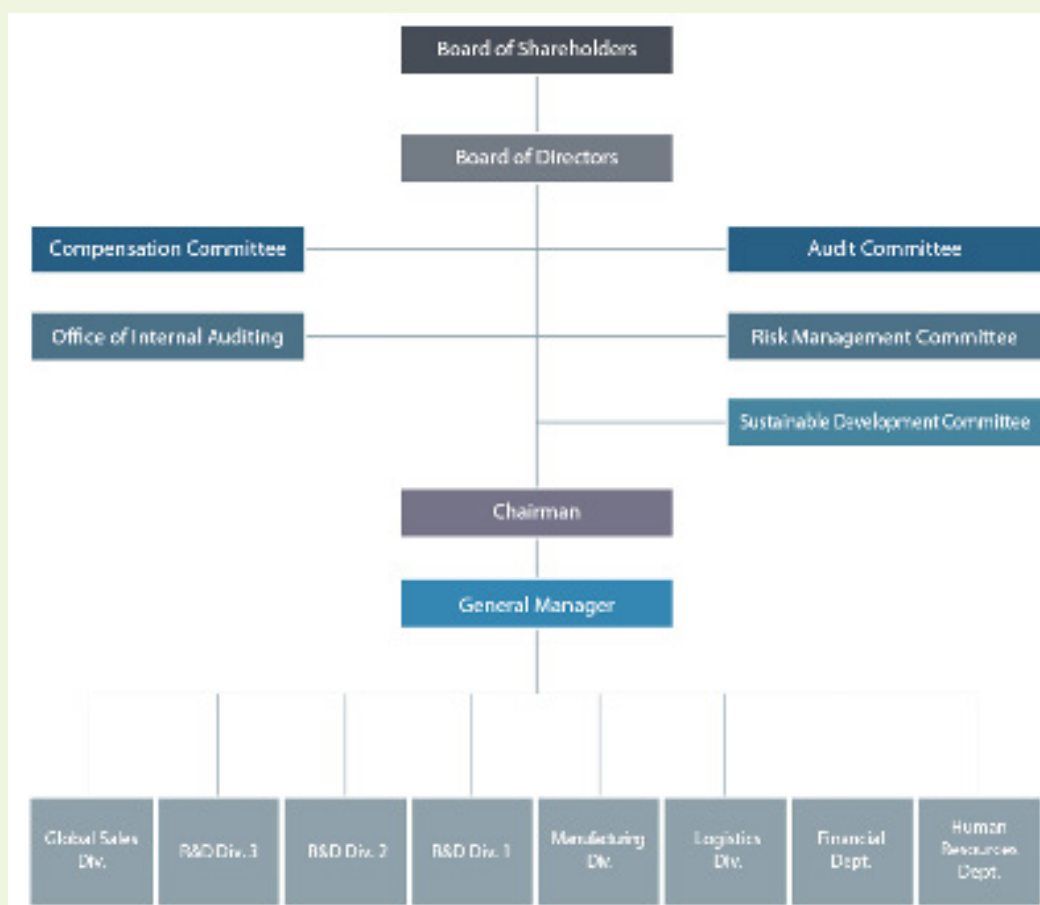 Board of Shareholders
Board of Directors
Compensation Committee
Audit Committee
Office of Internal Auditing
Risk Management Committee
Sustainable Development Committee
Chairman
General Manager
Global Sales
Div.
R&D Div. 3
R&D Div. 2
R&D Div. 1
Manufacturing
Div.
Logistics
Div.
Financial
Dept.
Human
Resources
Dept.